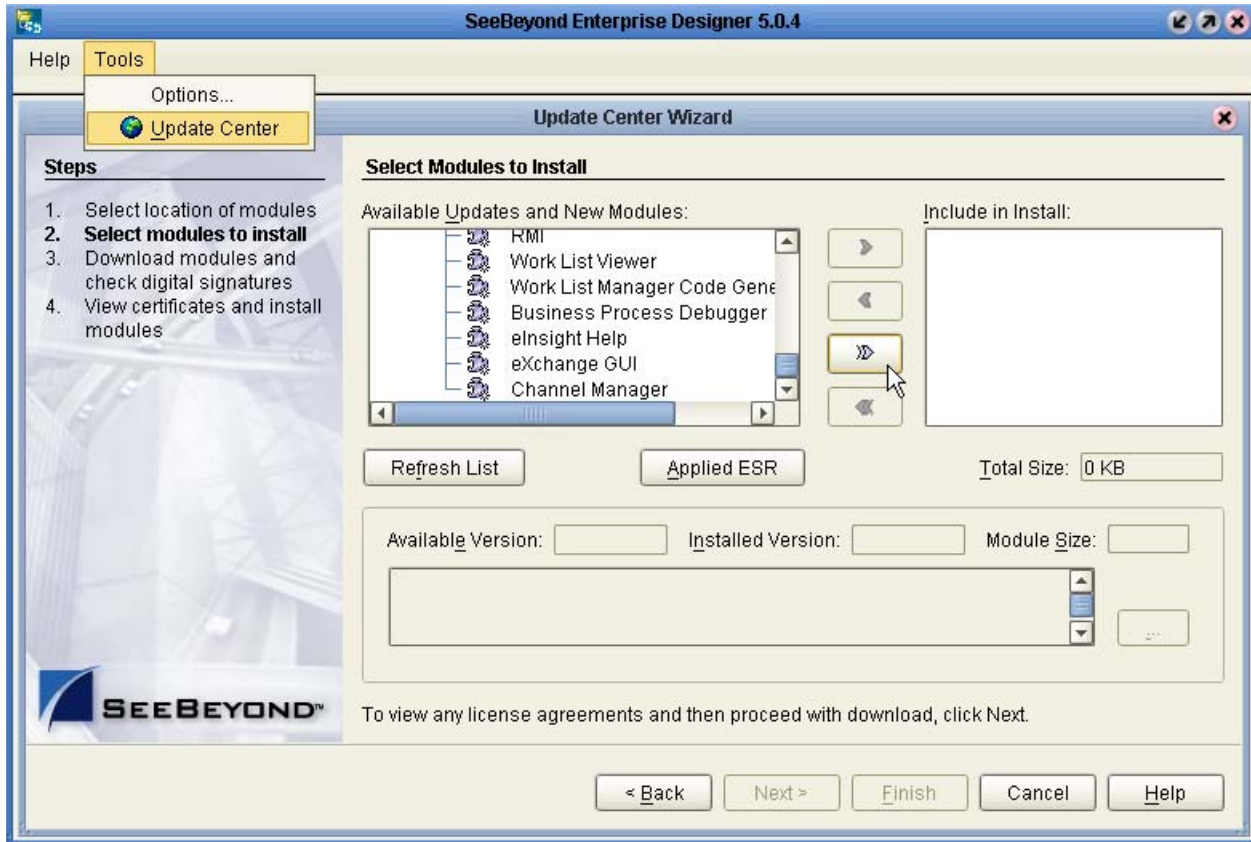 SeeBeyond Enterprise Designer 5.0.4
Help Tools
Options...
Update Center
Update Center Wizard
Steps
1. Select location of modules
2. Select modules to install
3. Download modules and
check digital signatures
4. View certificates and install
modules
SEEBEYOND™
Select Modules to Install
Available Updates and New Modules:
RMI
Work List Viewer
Work List Manager Code Gene
Business Process Debugger
eInsight Help
eXchange GUI
Channel Manager
Include in Install:
Refresh List
Applied ESR
Total Size: 0 KB
Available Version:
Installed Version:
Module Size:
...
To view any license agreements and then proceed with download, click Next.
< Back
Next >
Finish
Cancel
Help